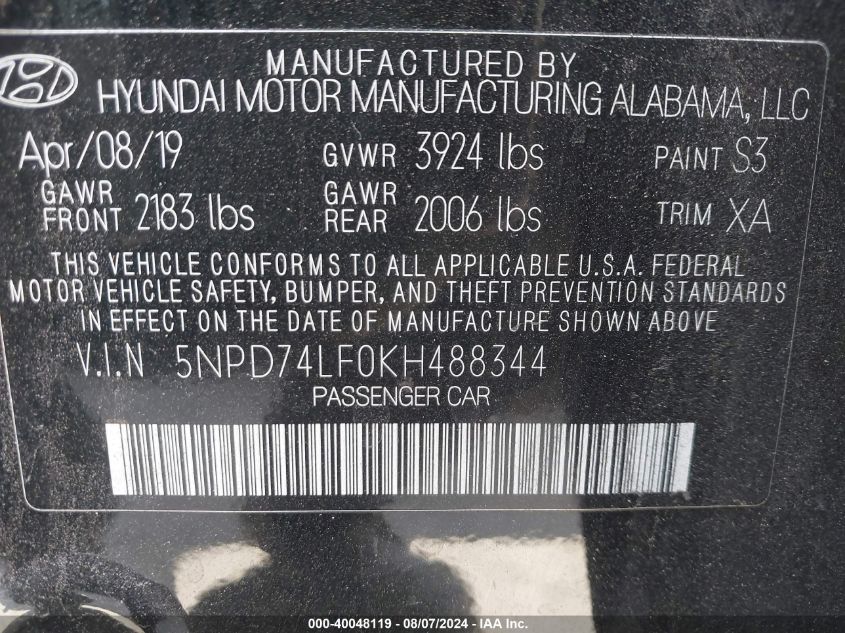 MANUFACTURED BY
HYUNDAI MOTOR MANUFACTURING ALABAMA, LLC
Apr/08/19 GVWR 3924 lbs PAINT S3
GAWR FRONT 2183 lbs GAWR REAR 2006 lbs TRIM XA
THIS VEHICLE CONFORMS TO ALL APPLICABLE U.S.A. FEDERAL
MOTOR VEHICLE SAFETY, BUMPER, AND THEFT PREVENTION STANDARDS
IN EFFECT ON THE DATE OF MANUFACTURE SHOWN ABOVE
V.I.N 5NPD74LF0KH488344
PASSENGER CAR
000-40048119 - 08/07/2024 - IAA Inc.